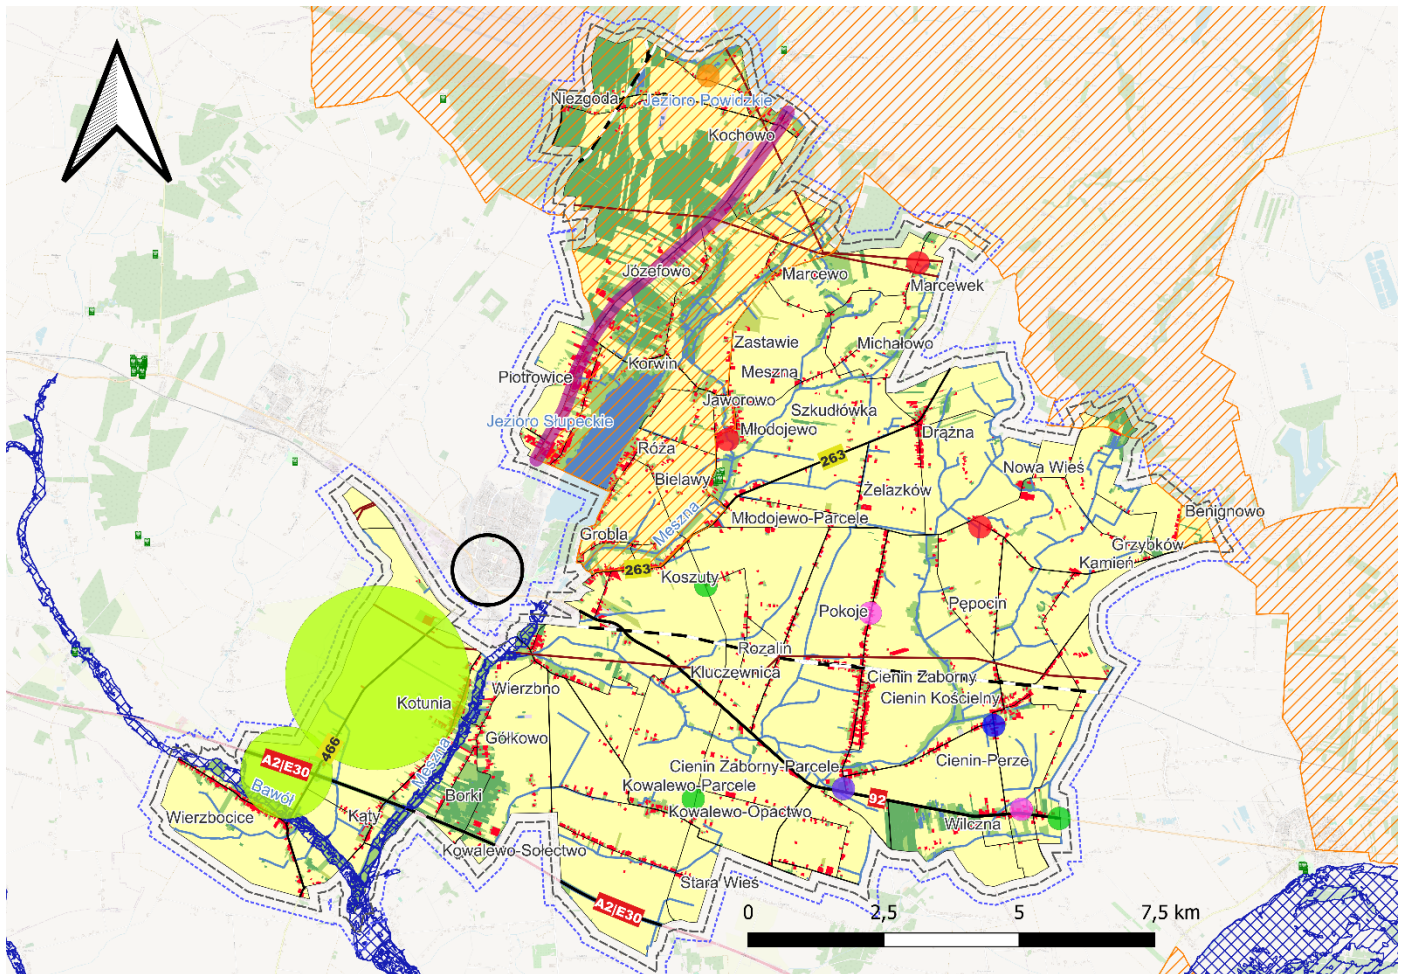 Niezgoda
Jezioro Powidzkie
Kochowo
Józefowo
Marcewo
Marcewek
Zastawie
Michałowo
Korwin
Piotrowice
Meszna
Jaworowo
Szkudłówka
Jezioro Słupeckie
Młodojewo
Drążna
Róża
263
Bielawy
Nowa Wieś
Żelazków
Meszna
Młodojewo-Parcele
Benignowo
Grobla
Grzybków
263
Koszuty
Kamień
Pokoje
Pępocin
Rozalin
Kluczewnica
Cienin Zaborny
Wierzbno
Cienin Kościelny
Kotunia
Gółkowo
466
A2|E30
Meszna
Cienin Zaborny-Parcele
Cienin-Perze
Bawół
Kowalewo-Parcele
Borki
92
Wierzbocice
Kąty
Kowalewo-Opactwo
Wilczna
Kowalewo-Sołectwo
Stara Wieś
A2|E30
0 2,5 5 7,5 km